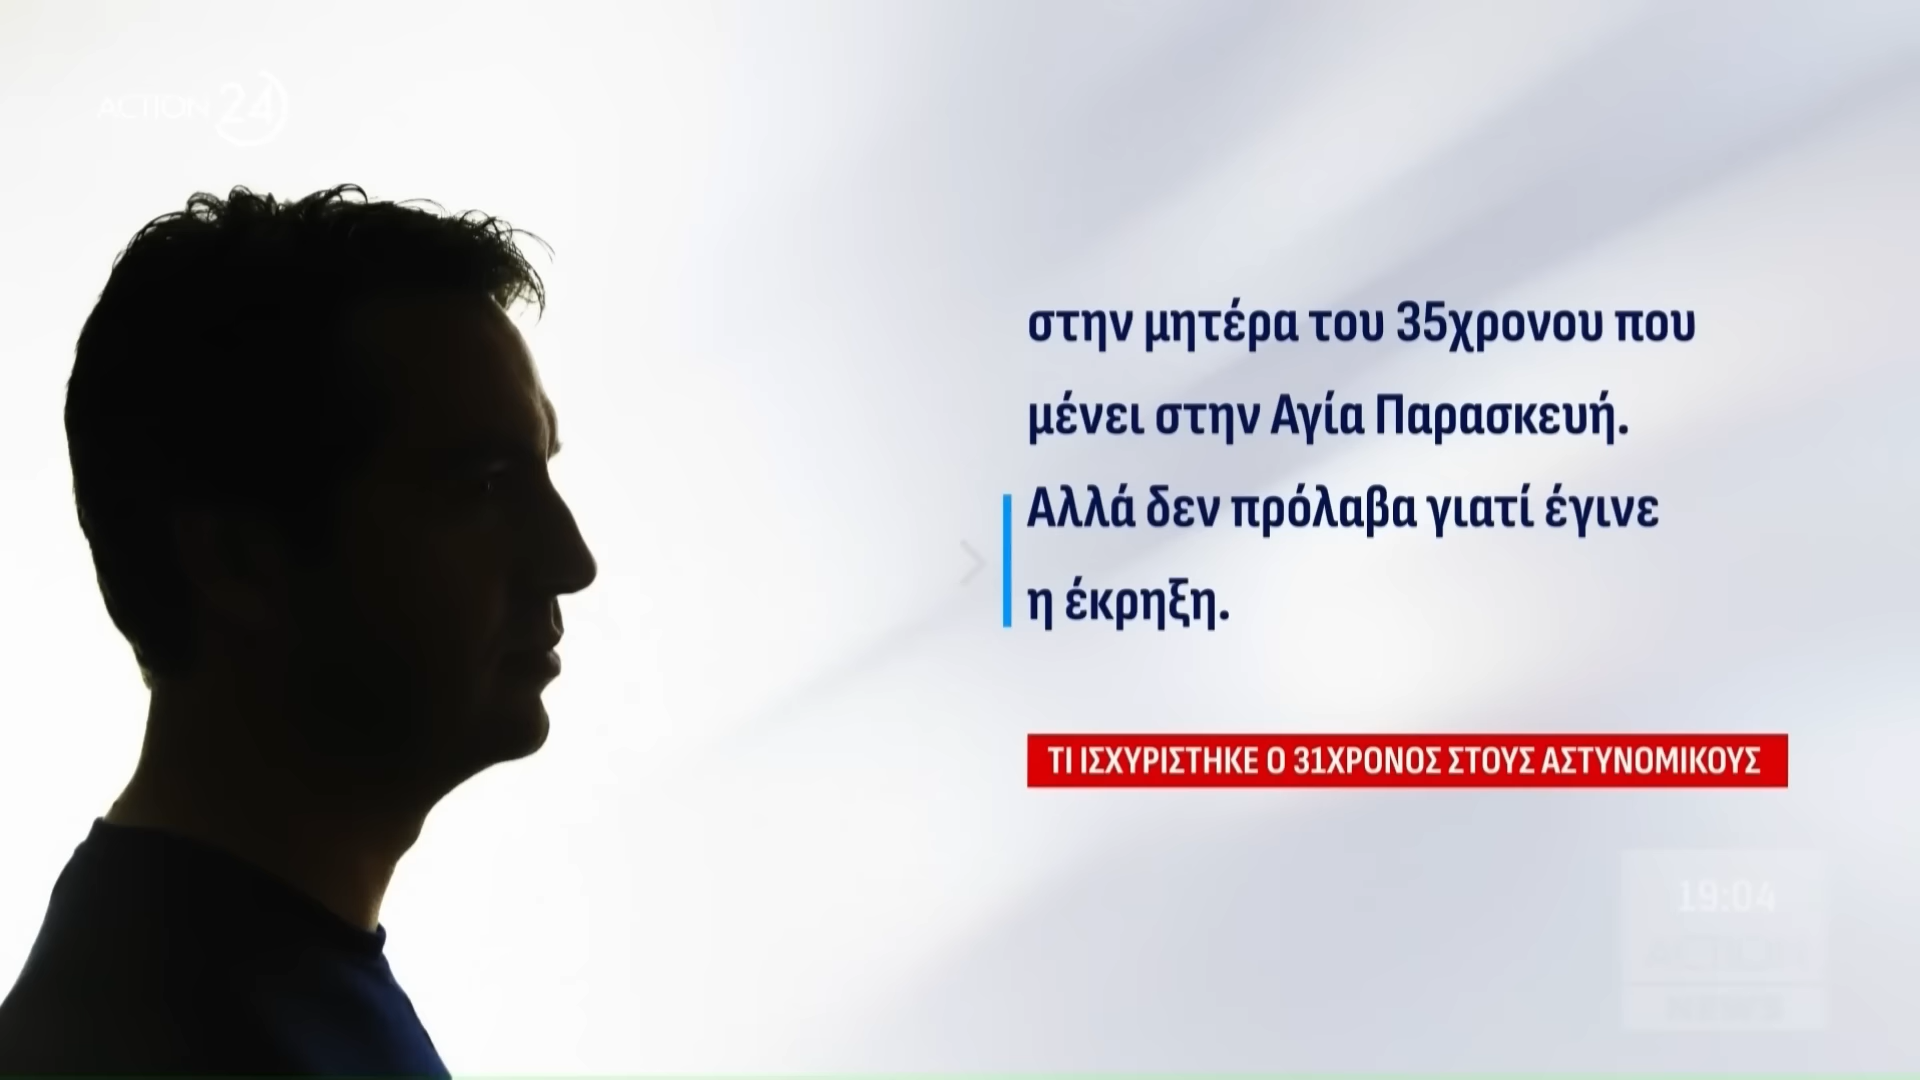 ACTION 24
στην μητέρα του 35χρονου που
μένει στην Αγία Παρασκευή.
Αλλά δεν πρόλαβα γιατί έγινε
η έκρηξη.
ΤΙ ΙΣΧΥΡΙΣΤΗΚΕ Ο 31ΧΡΟΝΟΣ ΣΤΟΥΣ ΑΣΤΥΝΟΜΙΚΟΥΣ
19:04